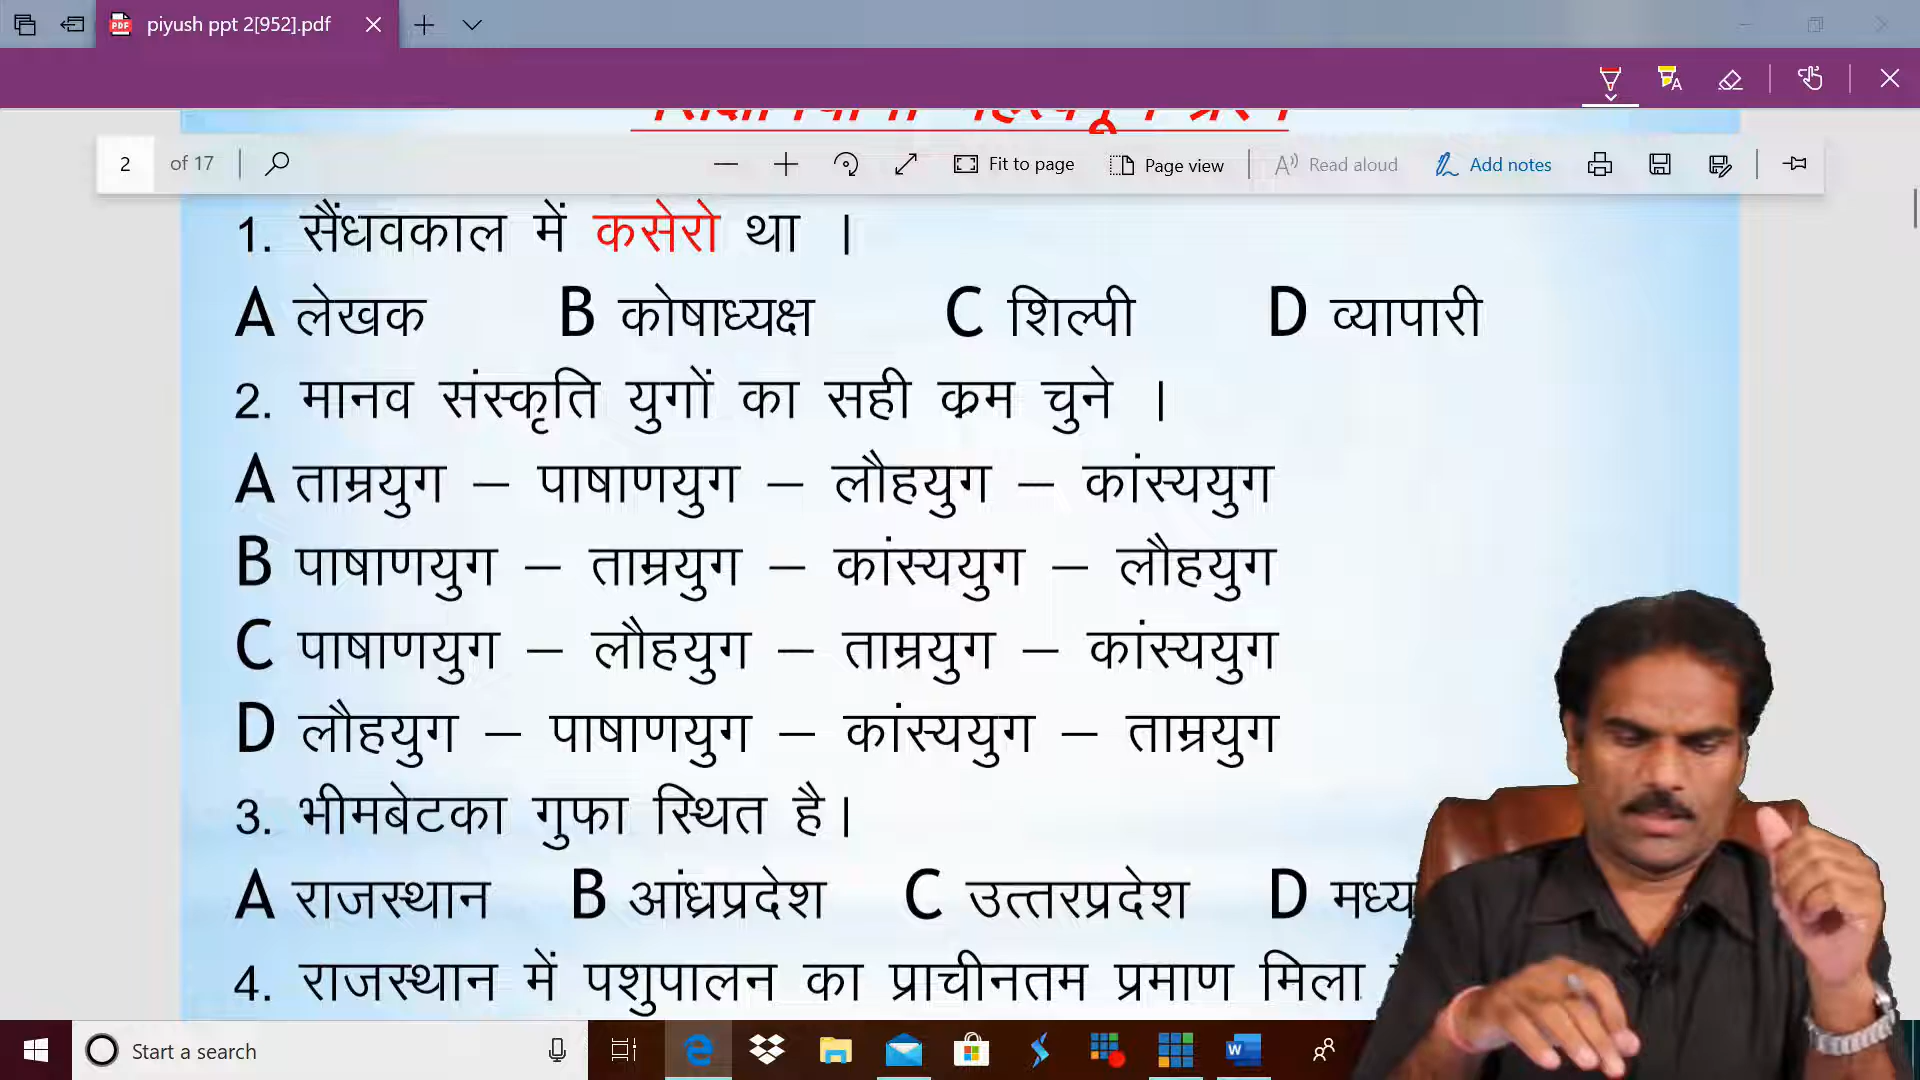 piyush ppt 2[952].pdf
2 of 17
Fit to page
Page view
Read aloud
Add notes
1. सैंधवकाल में कसेरो था ।
A लेखक B कोषाध्यक्ष C शिल्पी D व्यापारी
2. मानव संस्कृति युगों का सही क्रम चुने ।
A ताम्रयुग – पाषाणयुग – लौहयुग – कांस्ययुग
B पाषाणयुग – ताम्रयुग – कांस्ययुग – लौहयुग
C पाषाणयुग – लौहयुग – ताम्रयुग – कांस्ययुग
D लौहयुग – पाषाणयुग – कांस्ययुग – ताम्रयुग
3. भीमबेटका गुफा स्थित है।
A राजस्थान B आंध्रप्रदेश C उत्तरप्रदेश D मध्य
4. राजस्थान में पशुपालन का प्राचीनतम प्रमाण मिला
Start a search